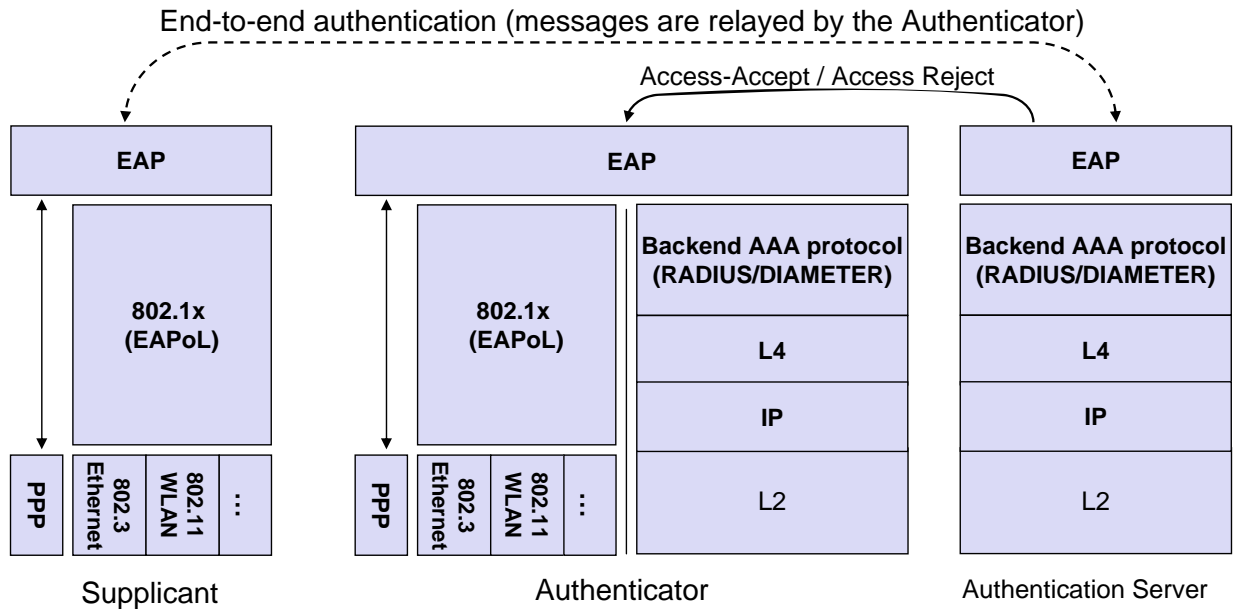 End-to-end authentication (messages are relayed by the Authenticator)
Access-Accept / Access Reject
EAP
EAP
EAP
802.1x
(EAPoL)
802.1x
(EAPoL)
Backend AAA protocol
(RADIUS/DIAMETER)
Backend AAA protocol
(RADIUS/DIAMETER)
L4
L4
IP
IP
PPP
802.3
Ethernet
802.11
WLAN
...
PPP
802.3
Ethernet
802.11
WLAN
...
L2
L2
Supplicant
Authenticator
Authentication Server